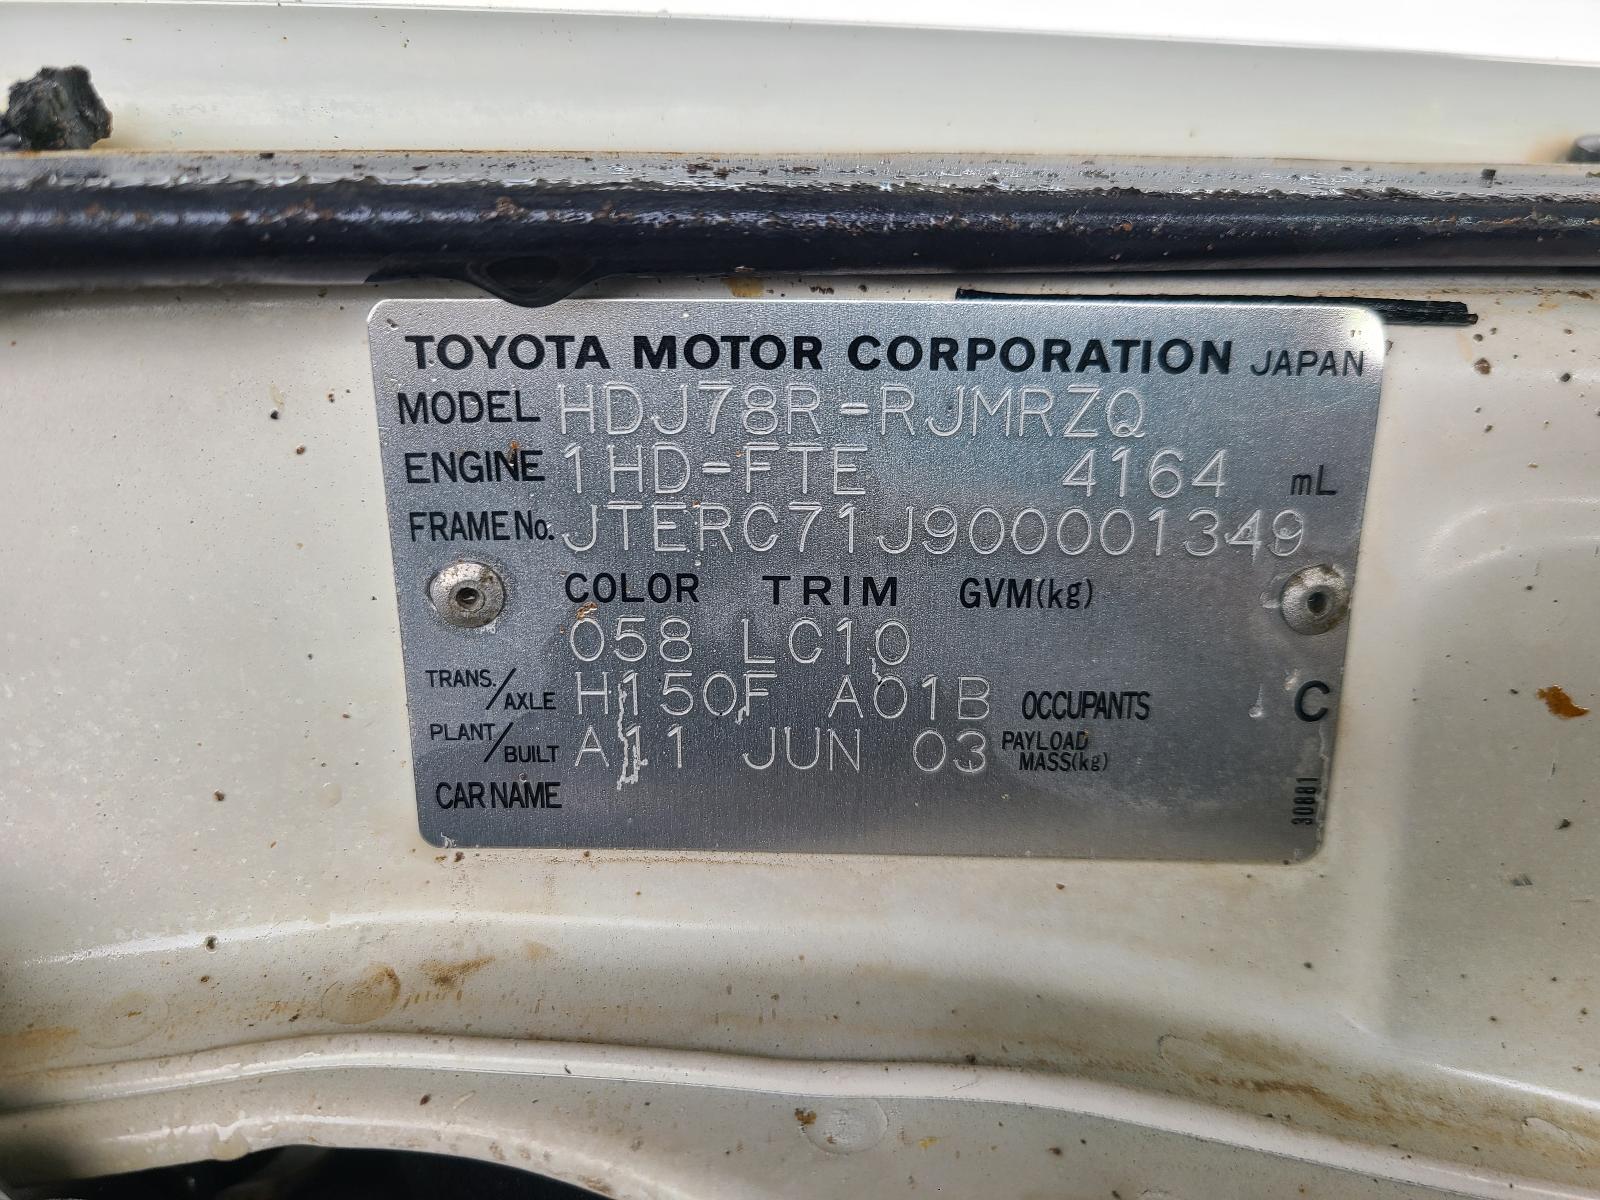 TOYOTA MOTOR CORPORATION JAPAN
MODEL HDJ78R-RJMRZQ
ENGINE 1HD-FTE 4164 mL
FRAME No. JTERC71J900001349
COLOR TRIM GVM(kg)
058 LC10
TRANS./AXLE H150F A01B OCCUPANTS C
PLANT/BUILT A11 JUN 03 PAYLOAD MASS(kg)
CAR NAME
30881